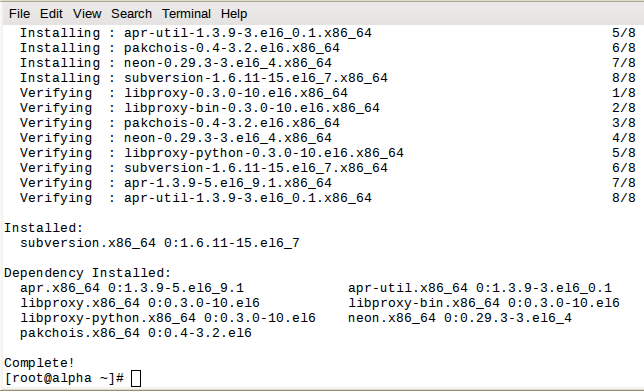 File Edit View Search Terminal Help
Installing : apr-util-1.3.9-3.el6_0.1.x86_64 5/8
Installing : pakchois-0.4-3.2.el6.x86_64 6/8
Installing : neon-0.29.3-3.el6_4.x86_64 7/8
Installing : subversion-1.6.11-15.el6_7.x86_64 8/8
Verifying : libproxy-0.3.0-10.el6.x86_64 1/8
Verifying : libproxy-bin-0.3.0-10.el6.x86_64 2/8
Verifying : pakchois-0.4-3.2.el6.x86_64 3/8
Verifying : neon-0.29.3-3.el6_4.x86_64 4/8
Verifying : libproxy-python-0.3.0-10.el6.x86_64 5/8
Verifying : subversion-1.6.11-15.el6_7.x86_64 6/8
Verifying : apr-1.3.9-5.el6_9.1.x86_64 7/8
Verifying : apr-util-1.3.9-3.el6_0.1.x86_64 8/8
Installed:
subversion.x86_64 0:1.6.11-15.el6_7
Dependency Installed:
apr.x86_64 0:1.3.9-5.el6_9.1 apr-util.x86_64 0:1.3.9-3.el6_0.1
libproxy.x86_64 0:0.3.0-10.el6 libproxy-bin.x86_64 0:0.3.0-10.el6
libproxy-python.x86_64 0:0.3.0-10.el6 neon.x86_64 0:0.29.3-3.el6_4
pakchois.x86_64 0:0.4-3.2.el6
Complete!
[root@alpha ~]#